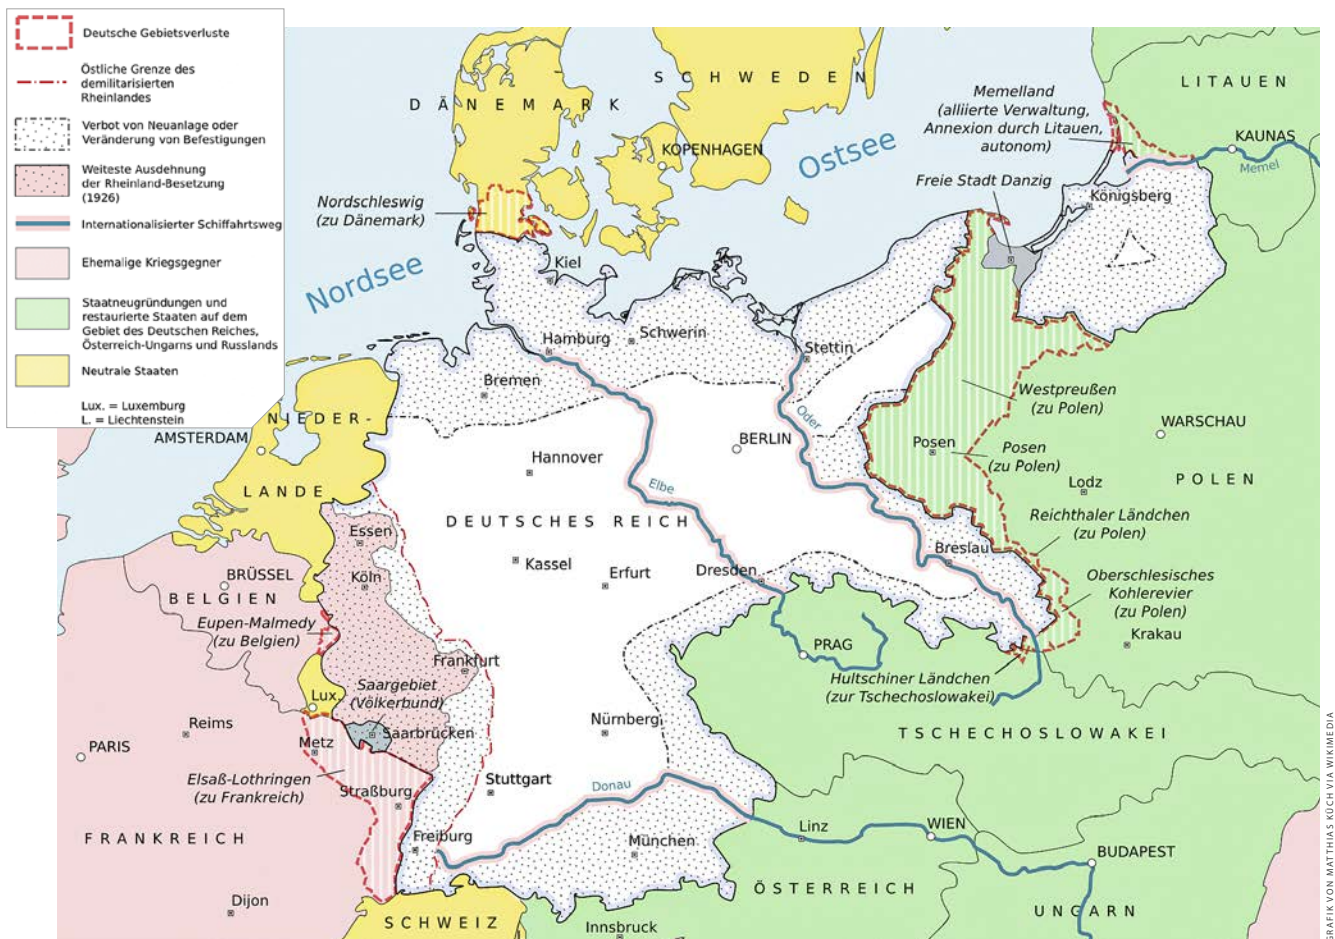 Deutsche Gebietsverluste
Östliche Grenze des
demilitarisierten
Rheinlandes
Verbot von Neuanlage oder
Veränderung von Befestigungen
Weiteste Ausdehnung
der Rheinland-Besetzung
(1926)
Internationalisierter Schiffahrtsweg
Ehemalige Kriegsgegner
Staatneugründungen und
restaurierte Staaten auf dem
Gebiet des Deutschen Reiches,
Österreich-Ungarns und Russlands
Neutrale Staaten
Lux. = Luxemburg
L. = Liechtenstein
SCHWEDEN
DÄNEMARK
KOPENHAGEN
Ostsee
Nordsee
LITAUEN
Memelland
(alliierte Verwaltung,
Annexion durch Litauen,
autonom)
KAUNAS
Memel
Freie Stadt Danzig
Königsberg
Nordschleswig
(zu Dänemark)
Kiel
Hamburg
Schwerin
Stettin
Bremen
NIEDER-
LANDE
AMSTERDAM
Hannover
BERLIN
Oder
Elbe
Westpreußen
(zu Polen)
Posen
Posen
(zu Polen)
WARSCHAU
POLEN
Lodz
Reichthaler Ländchen
(zu Polen)
DEUTSCHES REICH
Essen
Köln
Kassel
Erfurt
Dresden
Breslau
Oberschlesisches
Kohlerevier
(zu Polen)
Krakau
BRÜSSEL
BELGIEN
Eupen-Malmedy
(zu Belgien)
Frankfurt
PRAG
Hultschiner Ländchen
(zur Tschechoslowakei)
Lux.
Saargebiet
(Völkerbund)
Saarbrücken
Nürnberg
TSCHECHOSLOWAKEI
Reims
PARIS
Metz
Elsaß-Lothringen
(zu Frankreich)
Straßburg
Stuttgart
Donau
FRANKREICH
Freiburg
München
Linz
WIEN
BUDAPEST
Dijon
SCHWEIZ
ÖSTERREICH
UNGARN
Innsbruck
GRAFIK VON MATTHIAS KÜCH VIA WIKIMEDIA